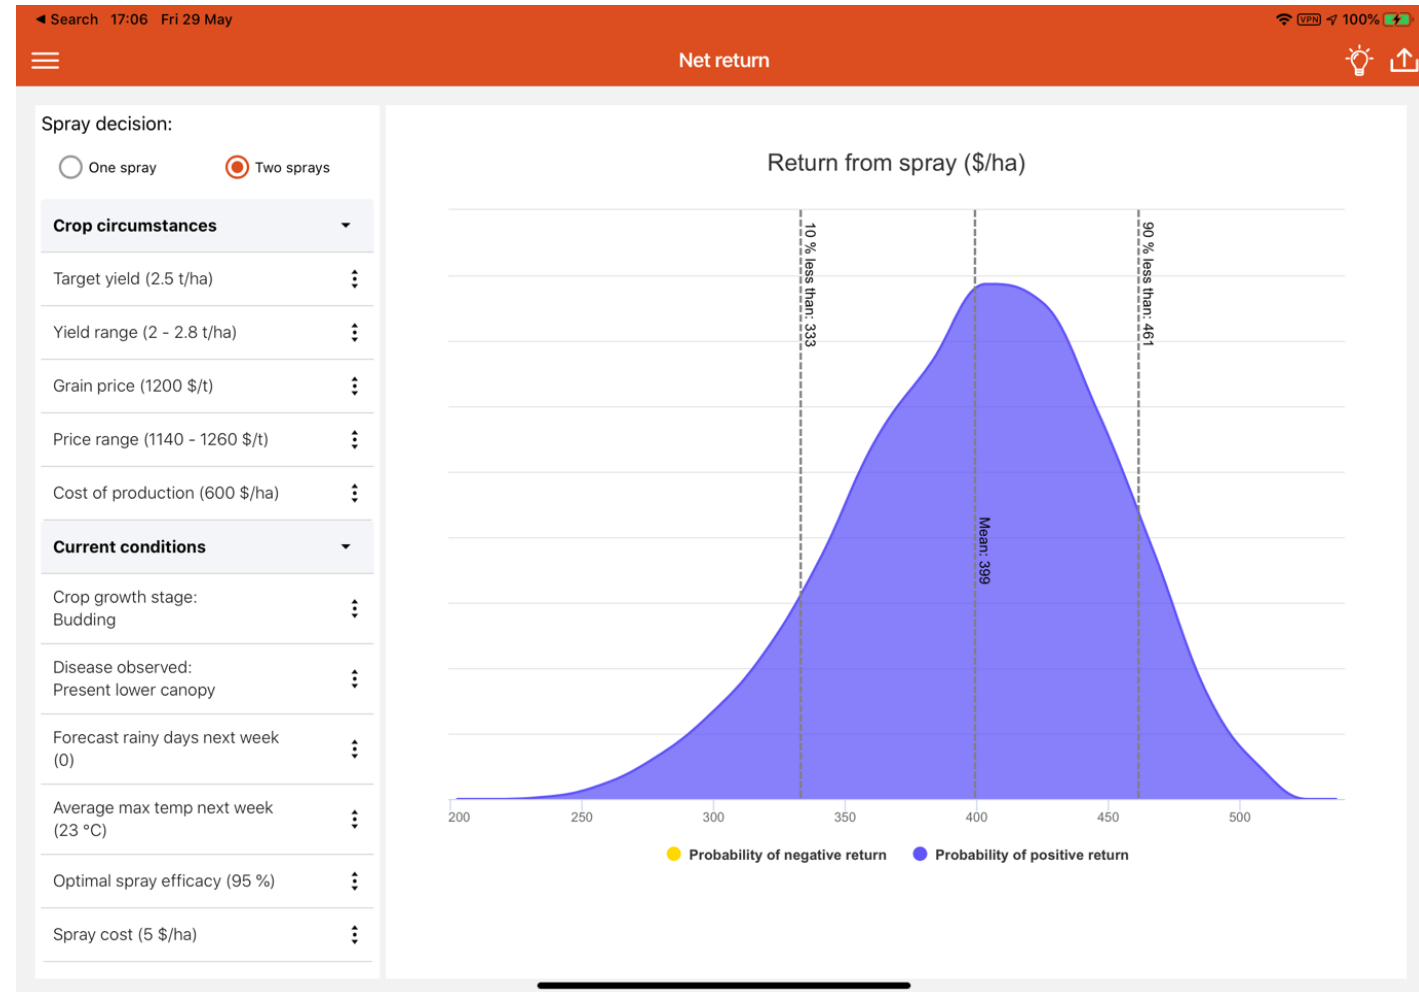 Search 17:06 Fri 29 May
VPN 100%
Net return
Spray decision:
One spray
Two sprays
Crop circumstances
Target yield (2.5 t/ha)
Yield range (2 - 2.8 t/ha)
Grain price (1200 $/t)
Price range (1140 - 1260 $/t)
Cost of production (600 $/ha)
Current conditions
Crop growth stage:
Budding
Disease observed:
Present lower canopy
Forecast rainy days next week
(0)
Average max temp next week
(23 °C)
Optimal spray efficacy (95 %)
Spray cost (5 $/ha)
Return from spray ($/ha)
10 % less than: 333
Mean: 399
90 % less than: 461
200 250 300 350 400 450 500
Probability of negative return
Probability of positive return